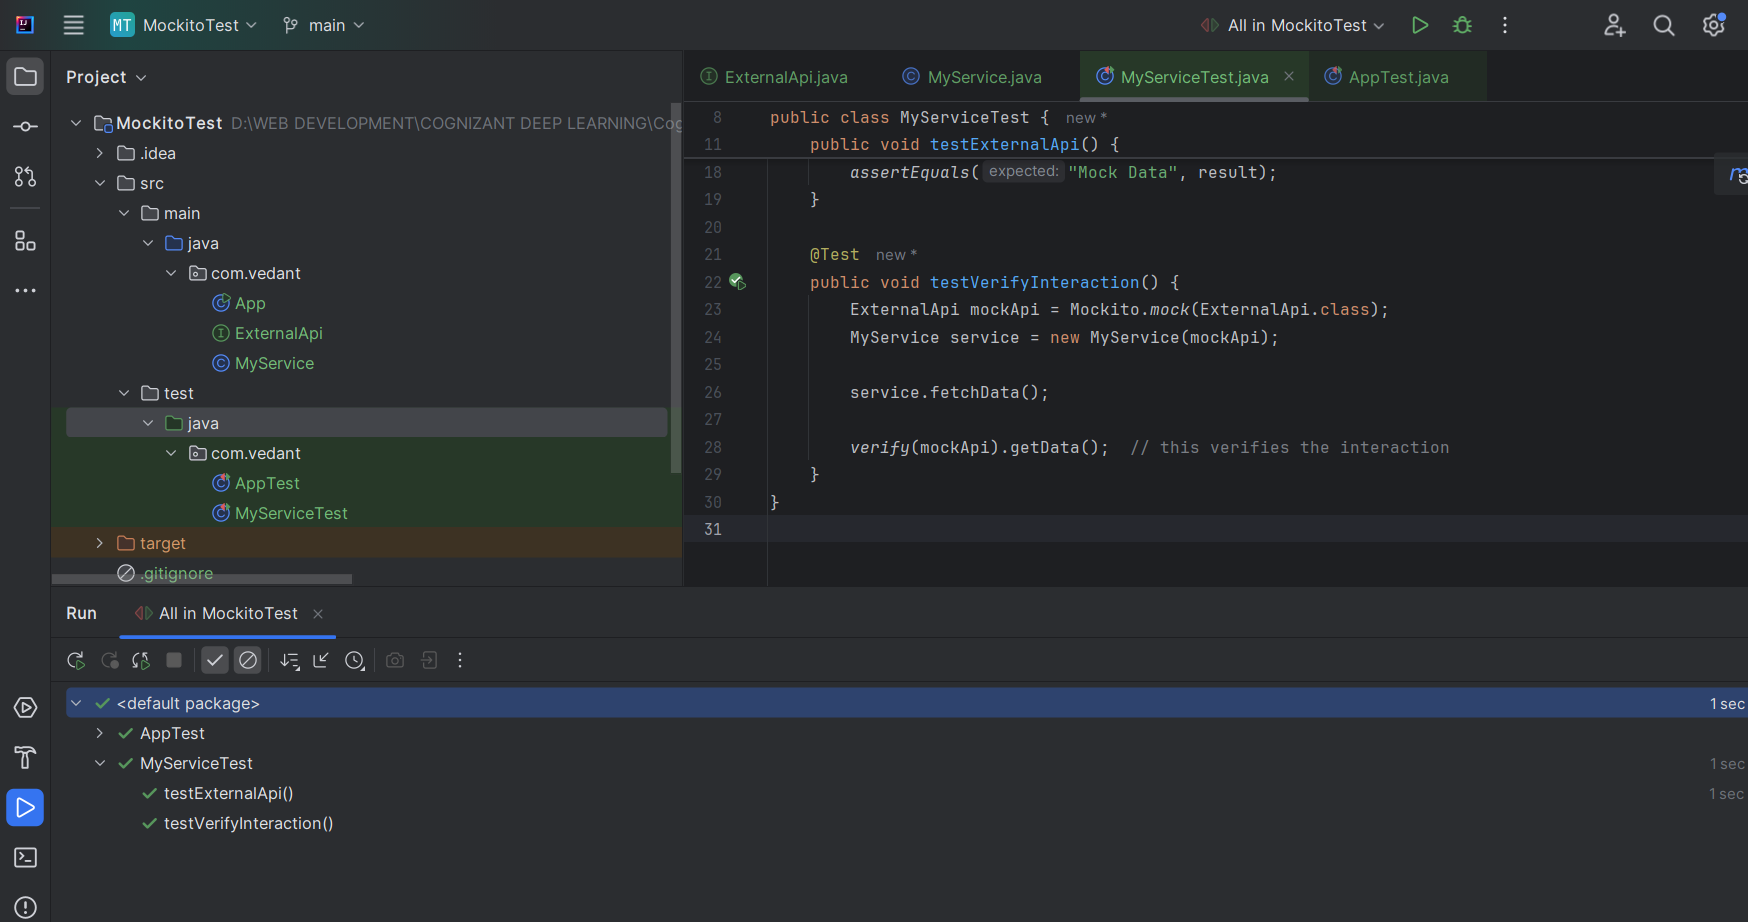 MT MockitoTest main All in MockitoTest
Project
ExternalApi.java MyService.java MyServiceTest.java AppTest.java
MockitoTest D:\WEB DEVELOPMENT\COGNIZANT DEEP LEARNING\Cog
.idea
src
main
java
com.vedant
App
ExternalApi
MyService
test
java
com.vedant
AppTest
MyServiceTest
target
.gitignore
8 public class MyServiceTest { new *
11 public void testExternalApi() {
18 assertEquals( expected: "Mock Data", result);
19 }
20
21 @Test new *
22 public void testVerifyInteraction() {
23 ExternalApi mockApi = Mockito.mock(ExternalApi.class);
24 MyService service = new MyService(mockApi);
25
26 service.fetchData();
27
28 verify(mockApi).getData(); // this verifies the interaction
29 }
30 }
31
Run All in MockitoTest
<default package> 1 sec
AppTest
MyServiceTest 1 sec
testExternalApi() 1 sec
testVerifyInteraction()